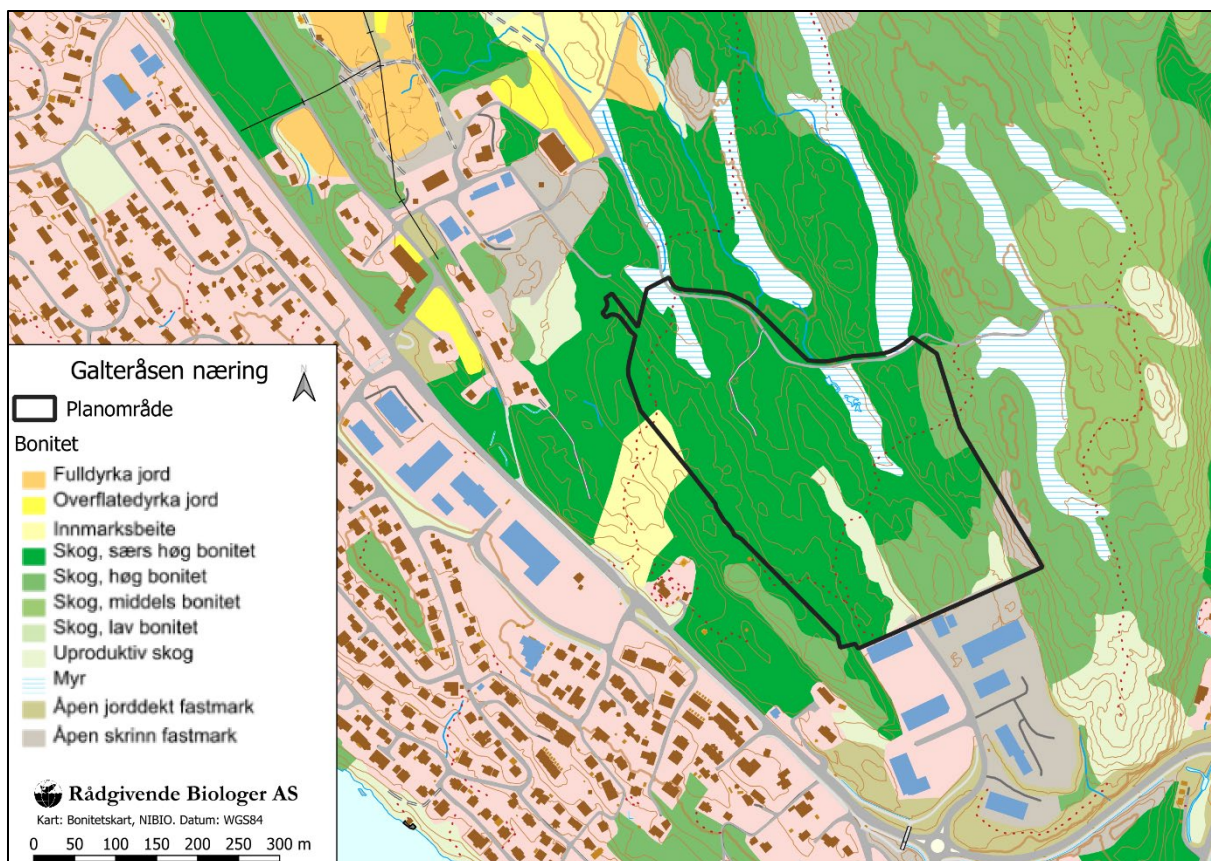 Galteråsen næring
N
Planområde
Bonitet
Fulldyrka jord
Overflatedyrka jord
Innmarksbeite
Skog, særs høg bonitet
Skog, høg bonitet
Skog, middels bonitet
Skog, lav bonitet
Uproduktiv skog
Myr
Åpen jorddekt fastmark
Åpen skrinn fastmark
Rådgivende Biologer AS
Kart: Bonitetskart, NIBIO. Datum: WGS84
0 50 100 150 200 250 300 m